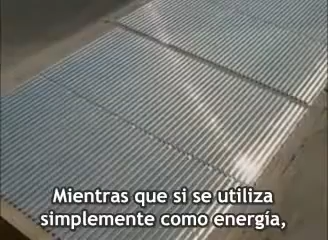 Mientras que si se utiliza
simplemente como energía,